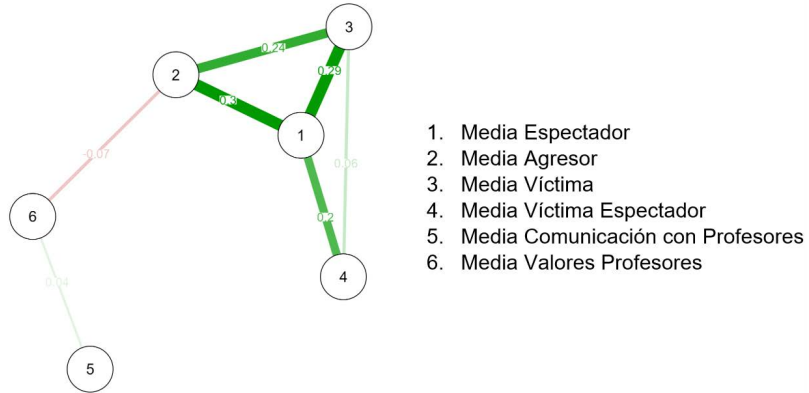 3
0.24
2
0.29
0.3
1
-0.07
0.06
0.2
6
4
0.04
5
1. Media Espectador
2. Media Agresor
3. Media Víctima
4. Media Víctima Espectador
5. Media Comunicación con Profesores
6. Media Valores Profesores